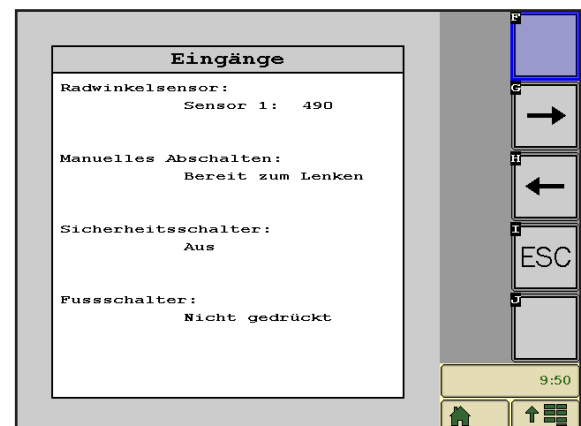 Eingänge
Radwinkelsensor:
Sensor 1: 490
Manuelles Abschalten:
Bereit zum Lenken
Sicherheitsschalter:
Aus
Fussschalter:
Nicht gedrückt
F
G
H
I
ESC
J
9:50